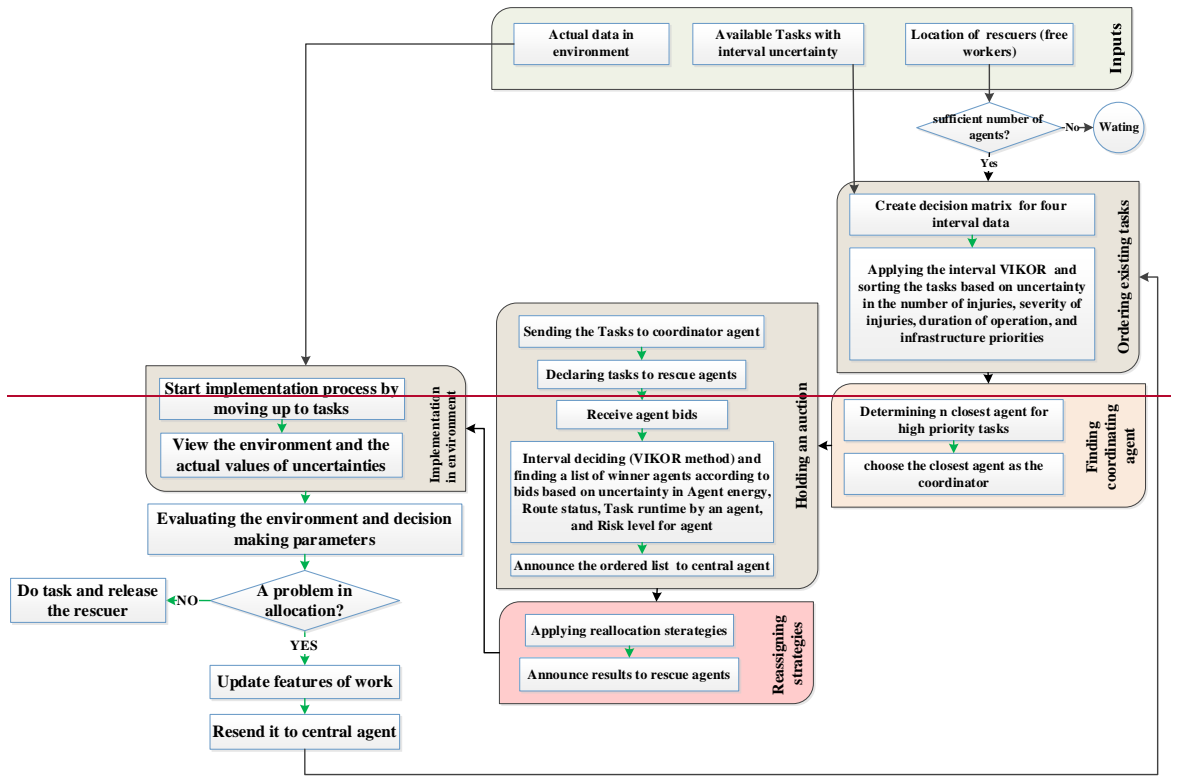 Actual data in
environment
Available Tasks with
interval uncertainty
Location of rescuers (free
workers)
Inputs
sufficient number of
agents?
No
Wating
Yes
Create decision matrix for four
interval data
Applying the interval VIKOR and
sorting the tasks based on uncertainty
in the number of injuries, severity of
injuries, duration of operation, and
infrastructure priorities
Ordering existing tasks
Determining n closest agent for
high priority tasks
choose the closest agent as the
coordinator
Finding
coordinating
agent
Sending the Tasks to coordinator agent
Declaring tasks to rescue agents
Receive agent bids
Interval deciding (VIKOR method) and
finding a list of winner agents according to
bids based on uncertainty in Agent energy,
Route status, Task runtime by an agent,
and Risk level for agent
Announce the ordered list to central agent
Holding an auction
Applying reallocation sterategies
Announce results to rescue agents
Reassigning
strategies
Start implementation process by
moving up to tasks
View the environment and the
actual values of uncertainties
Implementation
in environment
Evaluating the environment and decision
making parameters
A problem in
allocation?
NO
Do task and release
the rescuer
YES
Update features of work
Resend it to central agent